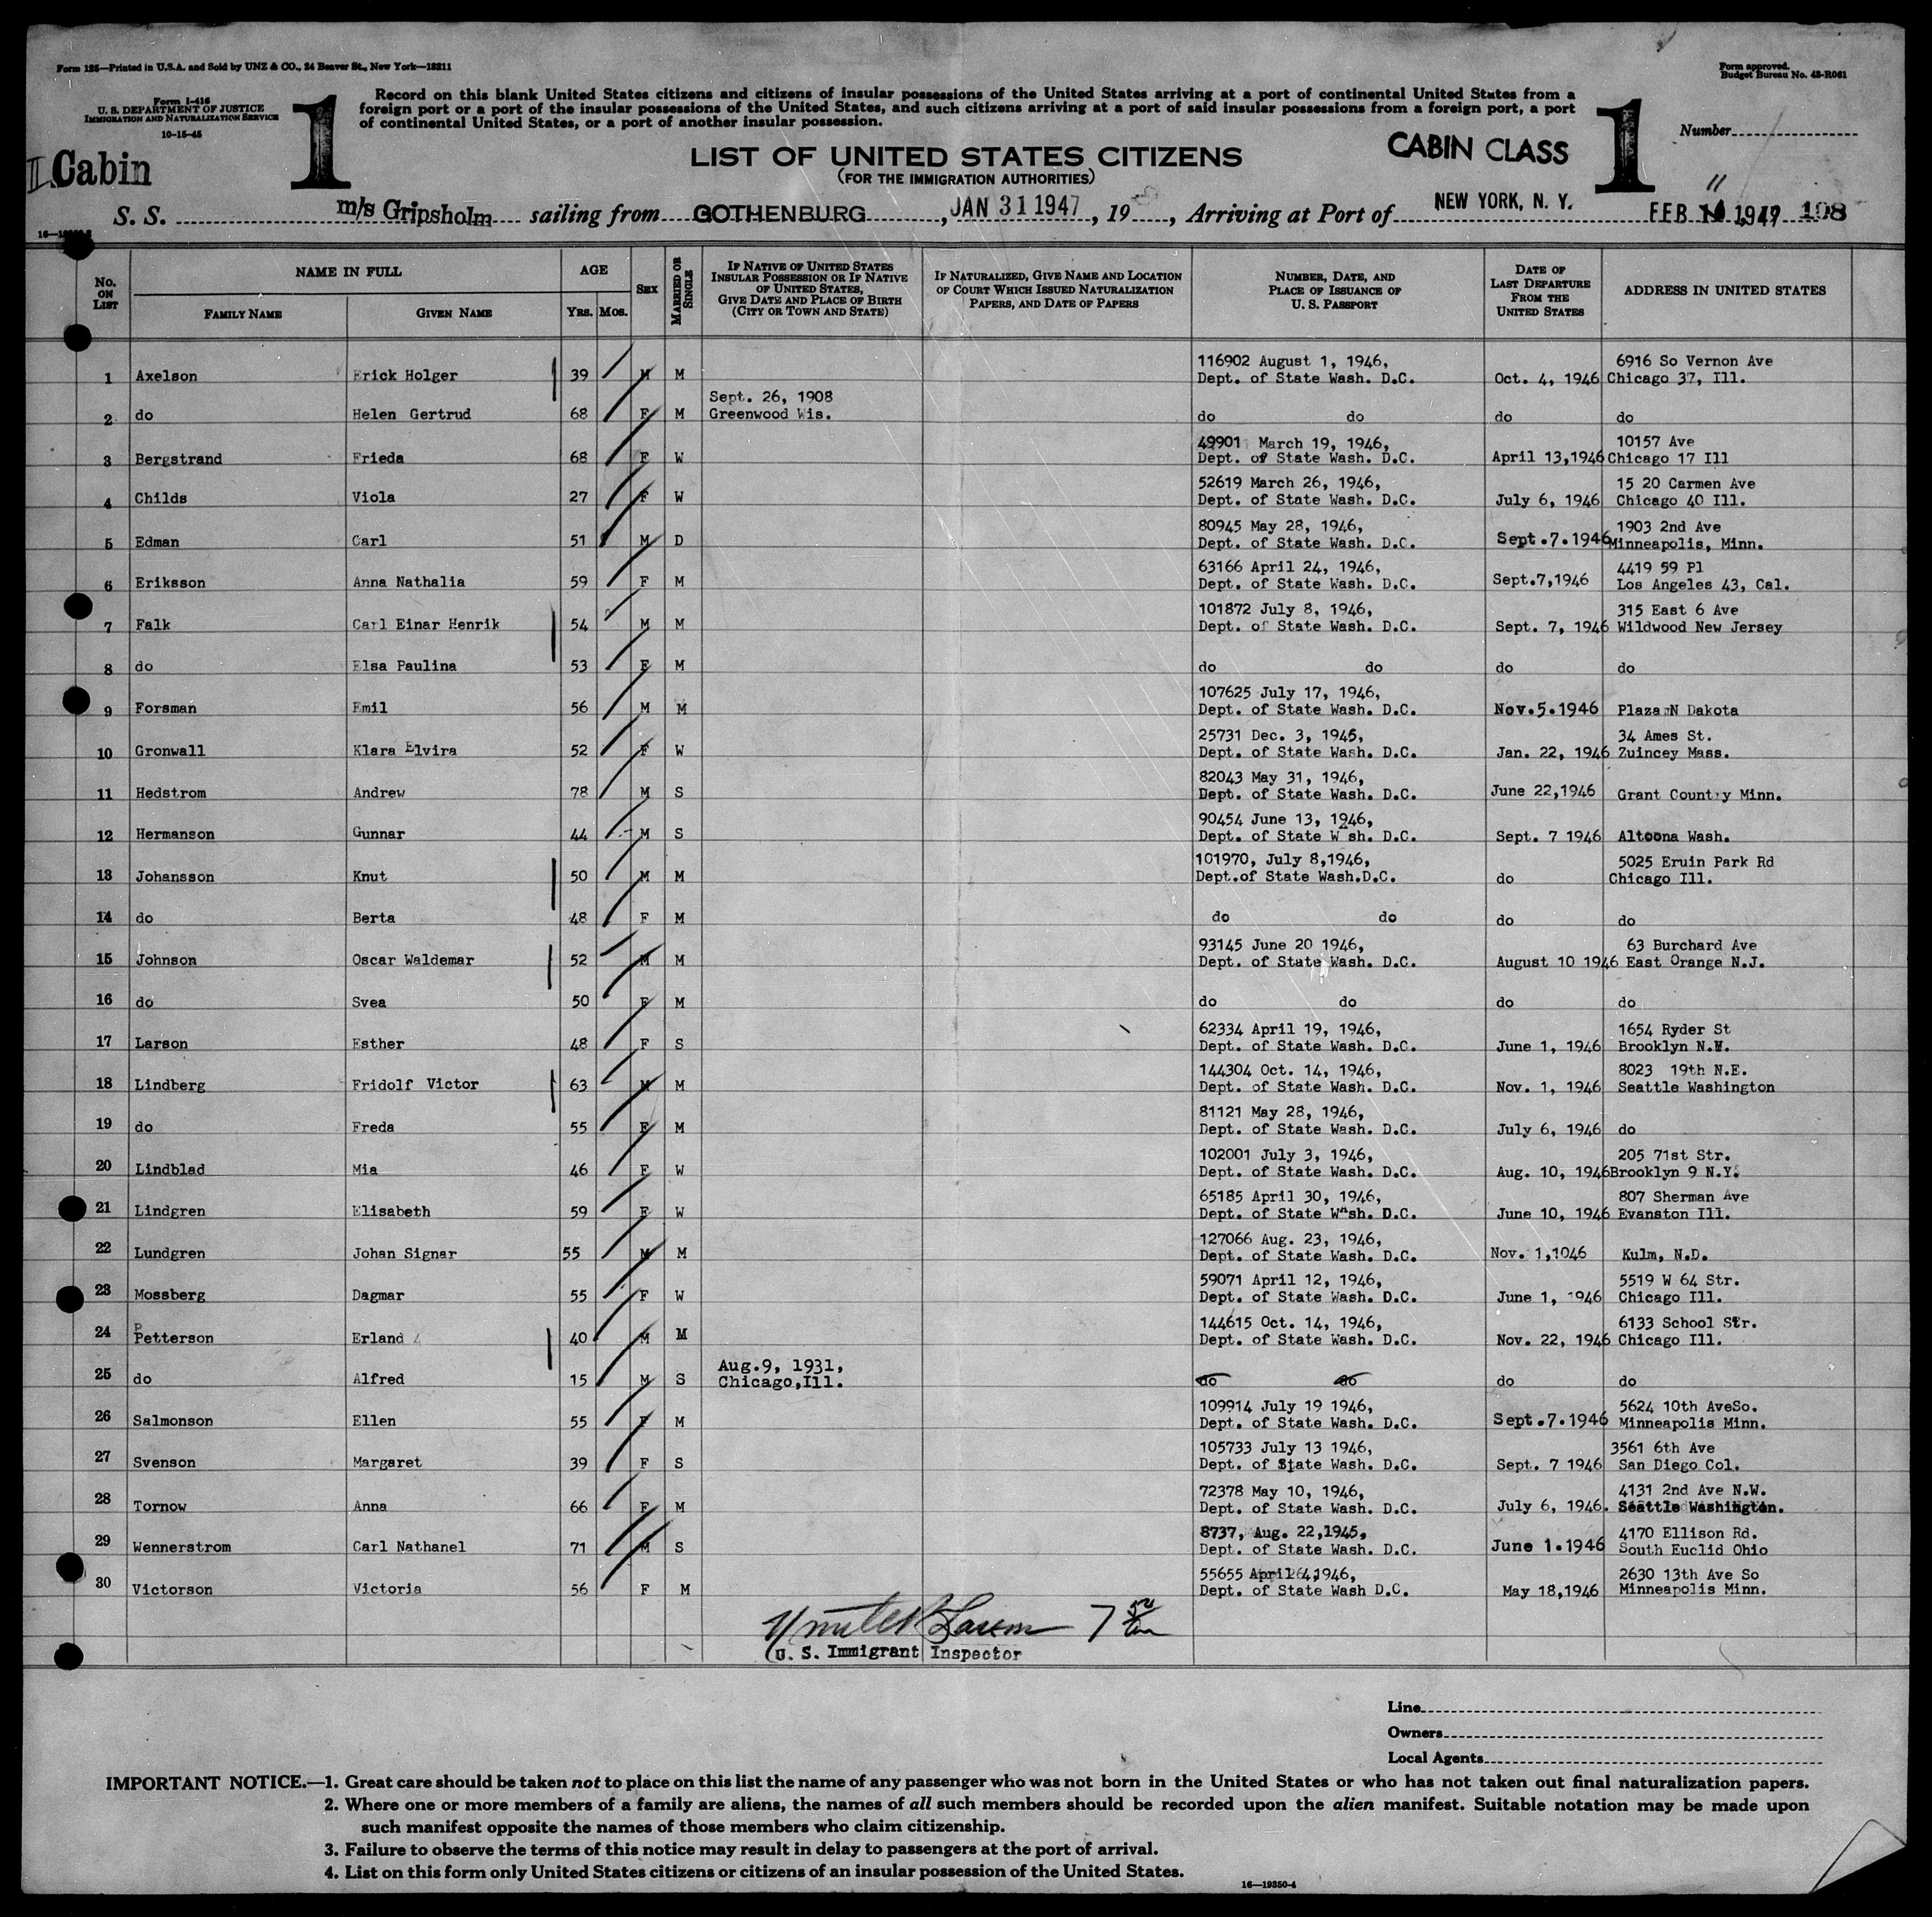 Form 125—Printed in U.S.A. and Sold by UNZ & CO., 24 Beaver St., New York—18211
Form approved.
Budget Bureau No. 43-R061
Form I-416
U. S. DEPARTMENT OF JUSTICE
IMMIGRATION AND NATURALIZATION SERVICE
10-15-45
1
Record on this blank United States citizens and citizens of insular possessions of the United States arriving at a port of continental United States from a
foreign port or a port of the insular possessions of the United States, and such citizens arriving at a port of said insular possessions from a foreign port, a port
of continental United States, or a port of another insular possession.
1
Number
II Cabin
LIST OF UNITED STATES CITIZENS
(FOR THE IMMIGRATION AUTHORITIES)
CABIN CLASS
S. S. m/s Gripsholm sailing from GOTHENBURG, JAN 31 1947, 19, Arriving at Port of NEW YORK, N. Y. FEB 11 1947 108
No. ON LIST
NAME IN FULL
FAMILY NAME
GIVEN NAME
AGE
YRS. MOS.
SEX
MARRIED OR SINGLE
IF NATIVE OF UNITED STATES INSULAR POSSESSION OR IF NATIVE OF UNITED STATES, GIVE DATE AND PLACE OF BIRTH (CITY OR TOWN AND STATE)
IF NATURALIZED, GIVE NAME AND LOCATION OF COURT WHICH ISSUED NATURALIZATION PAPERS, AND DATE OF PAPERS
NUMBER, DATE, AND PLACE OF ISSUANCE OF U. S. PASSPORT
DATE OF LAST DEPARTURE FROM THE UNITED STATES
ADDRESS IN UNITED STATES
116902 August 1, 1946, 6916 So Vernon Ave
1 Axelson Erick Holger 39 M M Dept. of State Wash. D.C. Oct. 4, 1946 Chicago 37, Ill.
Sept. 26, 1908
2 do Helen Gertrud 68 F M Greenwood Wis. do do do do
49901 March 19, 1946, 10157 Ave
3 Bergstrand Frieda 68 F W Dept. of State Wash. D.C. April 13,1946 Chicago 17 Ill
52619 March 26, 1946, 15 20 Carmen Ave
4 Childs Viola 27 F W Dept. of State Wash. D.C. July 6, 1946 Chicago 40 Ill.
80945 May 28, 1946, 1903 2nd Ave
5 Edman Carl 51 M D Dept. of State Wash. D.C. Sept.7.1946 Minneapolis, Minn.
63166 April 24, 1946, 4419 59 Pl
6 Eriksson Anna Nathalia 59 F M Dept. of State Wash. D.C. Sept.7,1946 Los Angeles 43, Cal.
101872 July 8, 1946, 315 East 6 Ave
7 Falk Carl Einar Henrik 54 M M Dept. of State Wash. D.C. Sept. 7, 1946 Wildwood New Jersey
8 do Elsa Paulina 53 F M do do do do
107625 July 17, 1946,
9 Forsman Emil 56 M M Dept. of State Wash. D.C. Nov.5.1946 Plaza N Dakota
25731 Dec. 3, 1945, 34 Ames St.
10 Gronwall Klara Elvira 52 F W Dept. of State Wash. D.C. Jan. 22, 1946 Zuincey Mass.
82043 May 31, 1946,
11 Hedstrom Andrew 78 M S Dept. of State Wash. D.C. June 22,1946 Grant Country Minn.
90454 June 13, 1946,
12 Hermanson Gunnar 44 M S Dept. of State Wash. D.C. Sept. 7 1946 Altoona Wash.
101970, July 8,1946, 5025 Eruin Park Rd
13 Johansson Knut 50 M M Dept.of State Wash.D.C. do Chicago Ill.
14 do Berta 48 F M do do do do
93145 June 20 1946, 63 Burchard Ave
15 Johnson Oscar Waldemar 52 M M Dept. of State Wash. D.C. August 10 1946 East Orange N.J.
16 do Svea 50 F M do do do do
62334 April 19, 1946, 1654 Ryder St
17 Larson Esther 48 F S Dept. of State Wash. D.C. June 1, 1946 Brooklyn
144304 Oct. 14, 1946, 8023 19th N.E.
18 Lindberg Fridolf Victor 63 M M Dept. of State Wash. D.C. Nov. 1, 1946 Seattle Washington
81121 May 28, 1946,
19 do Freda 55 F M Dept. of State Wash. D.C. July 6, 1946 do
102001 July 3, 1946, 205 71st Str.
20 Lindblad Mia 46 F W Dept. of State Wash. D.C. Aug. 10, 1946 Brooklyn 9 N.Y.
65185 April 30, 1946, 807 Sherman Ave
21 Lindgren Elisabeth 59 F W Dept. of State Wash. D.C. June 10, 1946 Evanston Ill.
127066 Aug. 23, 1946,
22 Lundgren Johan Signar 55 M M Dept. of State Wash. D.C. Nov. 1,1046 Kulm, N.D.
59071 April 12, 1946, 5519 W 64 Str.
23 Mossberg Dagmar 55 F W Dept. of State Wash. D.C. June 1, 1946 Chicago Ill.
144615 Oct. 14, 1946, 6133 School Str.
24 Petterson Erland 40 M M Dept. of State Wash. D.C. Nov. 22, 1946 Chicago Ill.
Aug.9, 1931,
25 do Alfred 15 M S Chicago,Ill. do do do do
109914 July 19 1946, 5624 10th AveSo.
26 Salmonson Ellen 55 F M Dept. of State Wash. D.C. Sept.7.1946 Minneapolis Minn.
105733 July 13 1946, 3561 6th Ave
27 Svenson Margaret 39 F S Dept. of State Wash. D.C. Sept. 7 1946 San Diego Col.
72378 May 10, 1946, 4131 2nd Ave N.W.
28 Tornow Anna 66 F M Dept. of State Wash. D.C. July 6, 1946. Seattle Washington.
8737, Aug. 22,1945, 4170 Ellison Rd.
29 Wennerstrom Carl Nathanel 71 M S Dept. of State Wash. D.C. June 1.1946 South Euclid Ohio
55655 April 1946, 2630 13th Ave So
30 Victorson Victoria 56 F M Dept. of State Wash D.C. May 18,1946 Minneapolis Minn.
U. S. Immigrant Inspector
Line
Owners
Local Agents
IMPORTANT NOTICE.—1. Great care should be taken not to place on this list the name of any passenger who was not born in the United States or who has not taken out final naturalization papers.
2. Where one or more members of a family are aliens, the names of all such members should be recorded upon the alien manifest. Suitable notation may be made upon
such manifest opposite the names of those members who claim citizenship.
3. Failure to observe the terms of this notice may result in delay to passengers at the port of arrival.
4. List on this form only United States citizens or citizens of an insular possession of the United States.
16—19350-4